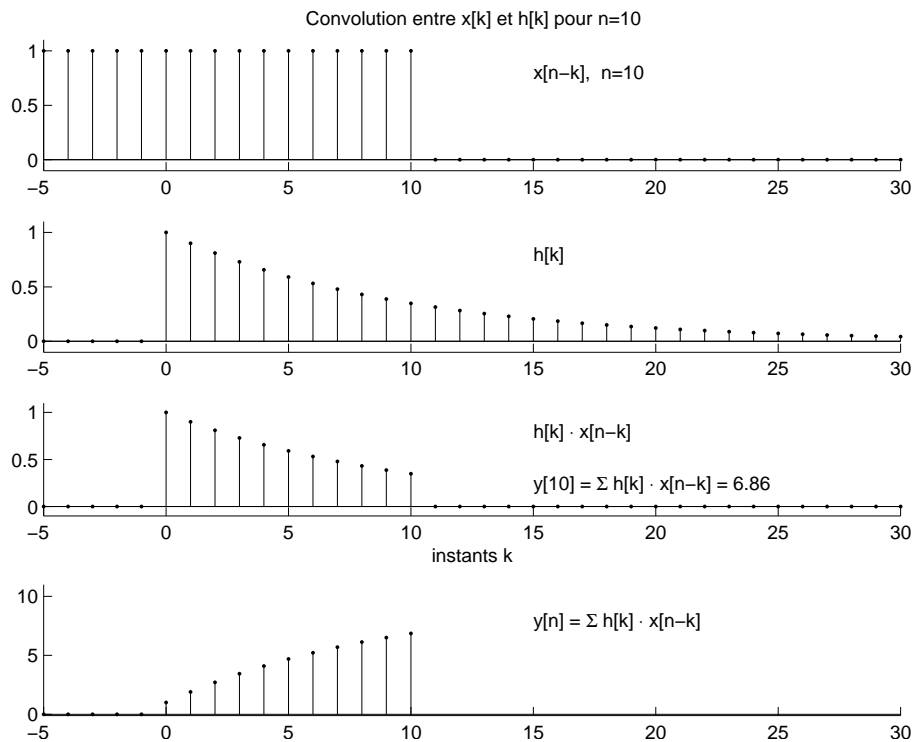 Convolution entre x[k] et h[k] pour n=10
1
x[n−k],  n=10
0.5
0
−5 0 5 10 15 20 25 30
1
h[k]
0.5
0
−5 0 5 10 15 20 25 30
1
h[k] · x[n−k]
0.5
y[10] = Σ h[k] · x[n−k] = 6.86
0
−5 0 5 10 15 20 25 30
instants k
10
y[n] = Σ h[k] · x[n−k]
5
0
−5 0 5 10 15 20 25 30